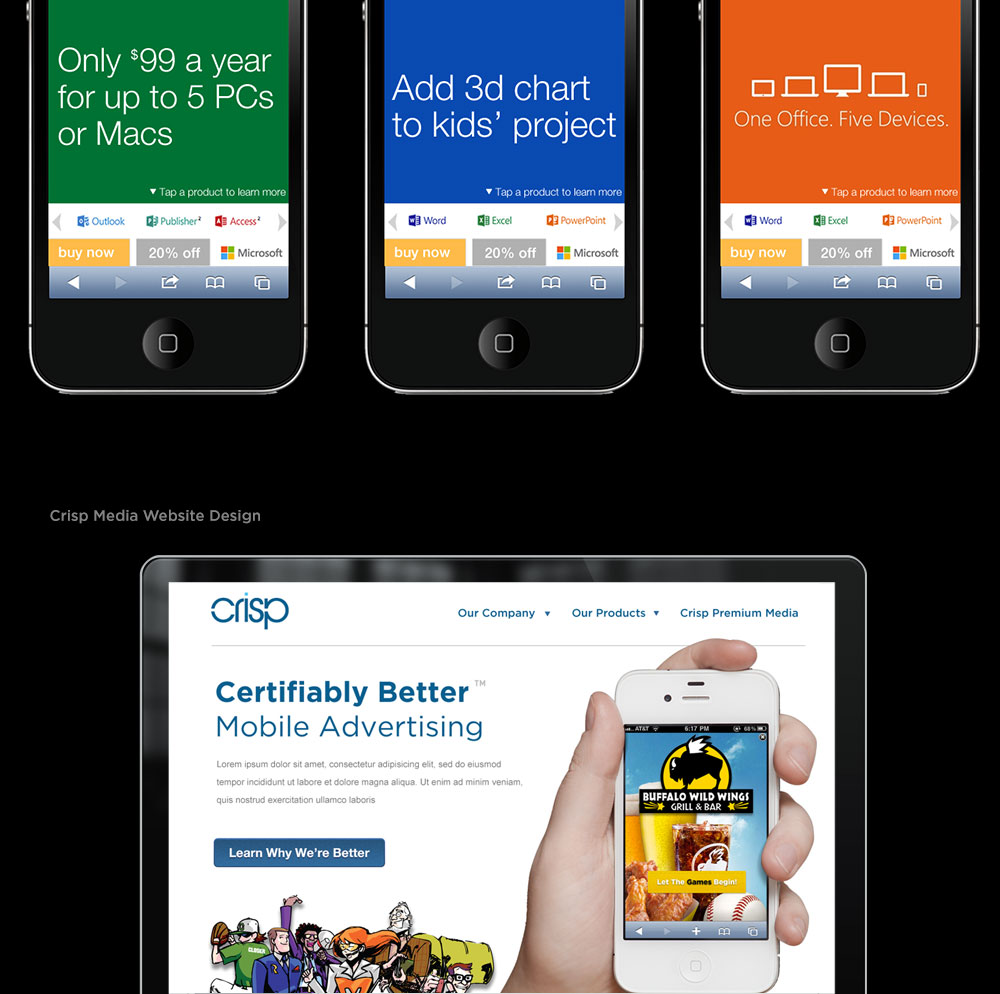 Only $99 a year
for up to 5 PCs
or Macs
▼ Tap a product to learn more
Outlook Publisher² Access²
buy now 20% off Microsoft
Add 3d chart
to kids’ project
▼ Tap a product to learn more
Word Excel PowerPoint
buy now 20% off Microsoft
One Office. Five Devices.
▼ Tap a product to learn more
Word Excel PowerPoint
buy now 20% off Microsoft
Crisp Media Website Design
crisp
Our Company ▼ Our Products ▼ Crisp Premium Media
Certifiably Better™
Mobile Advertising
Lorem ipsum dolor sit amet, consectetur adipisicing elit, sed do eiusmod
tempor incididunt ut labore et dolore magna aliqua. Ut enim ad minim veniam,
quis nostrud exercitation ullamco laboris
Learn Why We’re Better
AT&T 6:17 PM 68%
BUFFALO WILD WINGS
GRILL & BAR
Let The Games Begin!
CLOSER